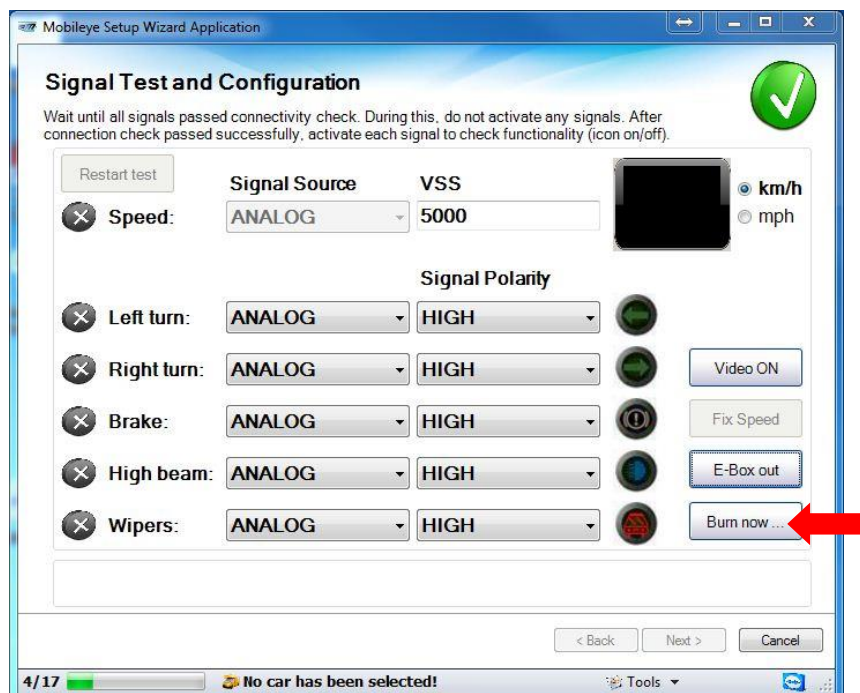 Mobileye Setup Wizard Application
Signal Test and Configuration
Wait until all signals passed connectivity check. During this, do not activate any signals. After
connection check passed successfully, activate each signal to check functionality (icon on/off).
Restart test
Signal Source VSS
km/h
Speed: ANALOG 5000
mph
Signal Polarity
Left turn: ANALOG HIGH
Right turn: ANALOG HIGH Video ON
Brake: ANALOG HIGH Fix Speed
High beam: ANALOG HIGH E-Box out
Wipers: ANALOG HIGH Burn now ...
< Back Next > Cancel
4/17 No car has been selected! Tools